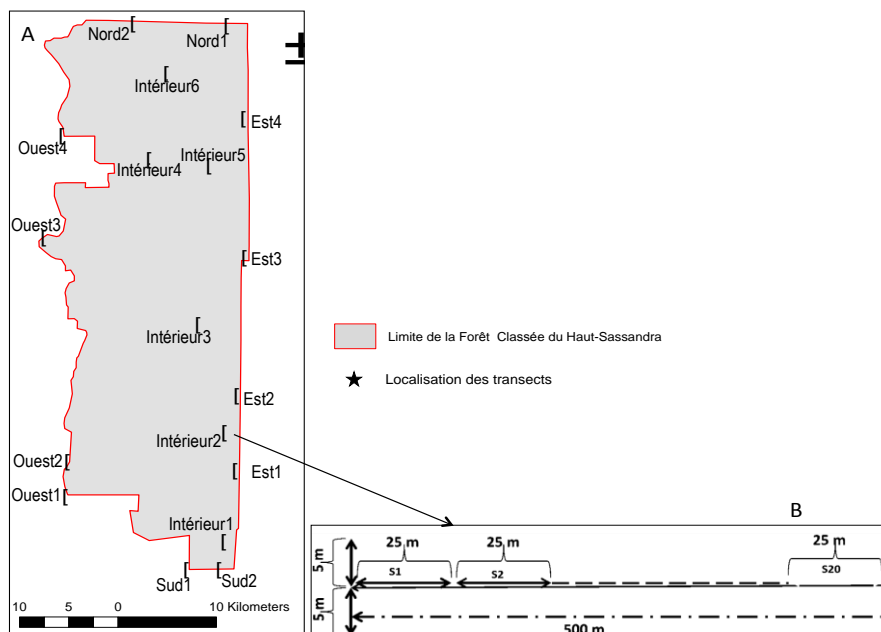 A
Nord2
Nord1
Intérieur6
Est4
Ouest4
Intérieur5
Intérieur4
Ouest3
Est3
Intérieur3
Limite de la Forêt Classée du Haut-Sassandra
Localisation des transects
Est2
Intérieur2
Ouest2
Est1
Ouest1
Intérieur1
Sud1
Sud2
10 5 0 10 Kilometers
B
25 m
25 m
25 m
5 m
S1
S2
S20
5 m
500 m